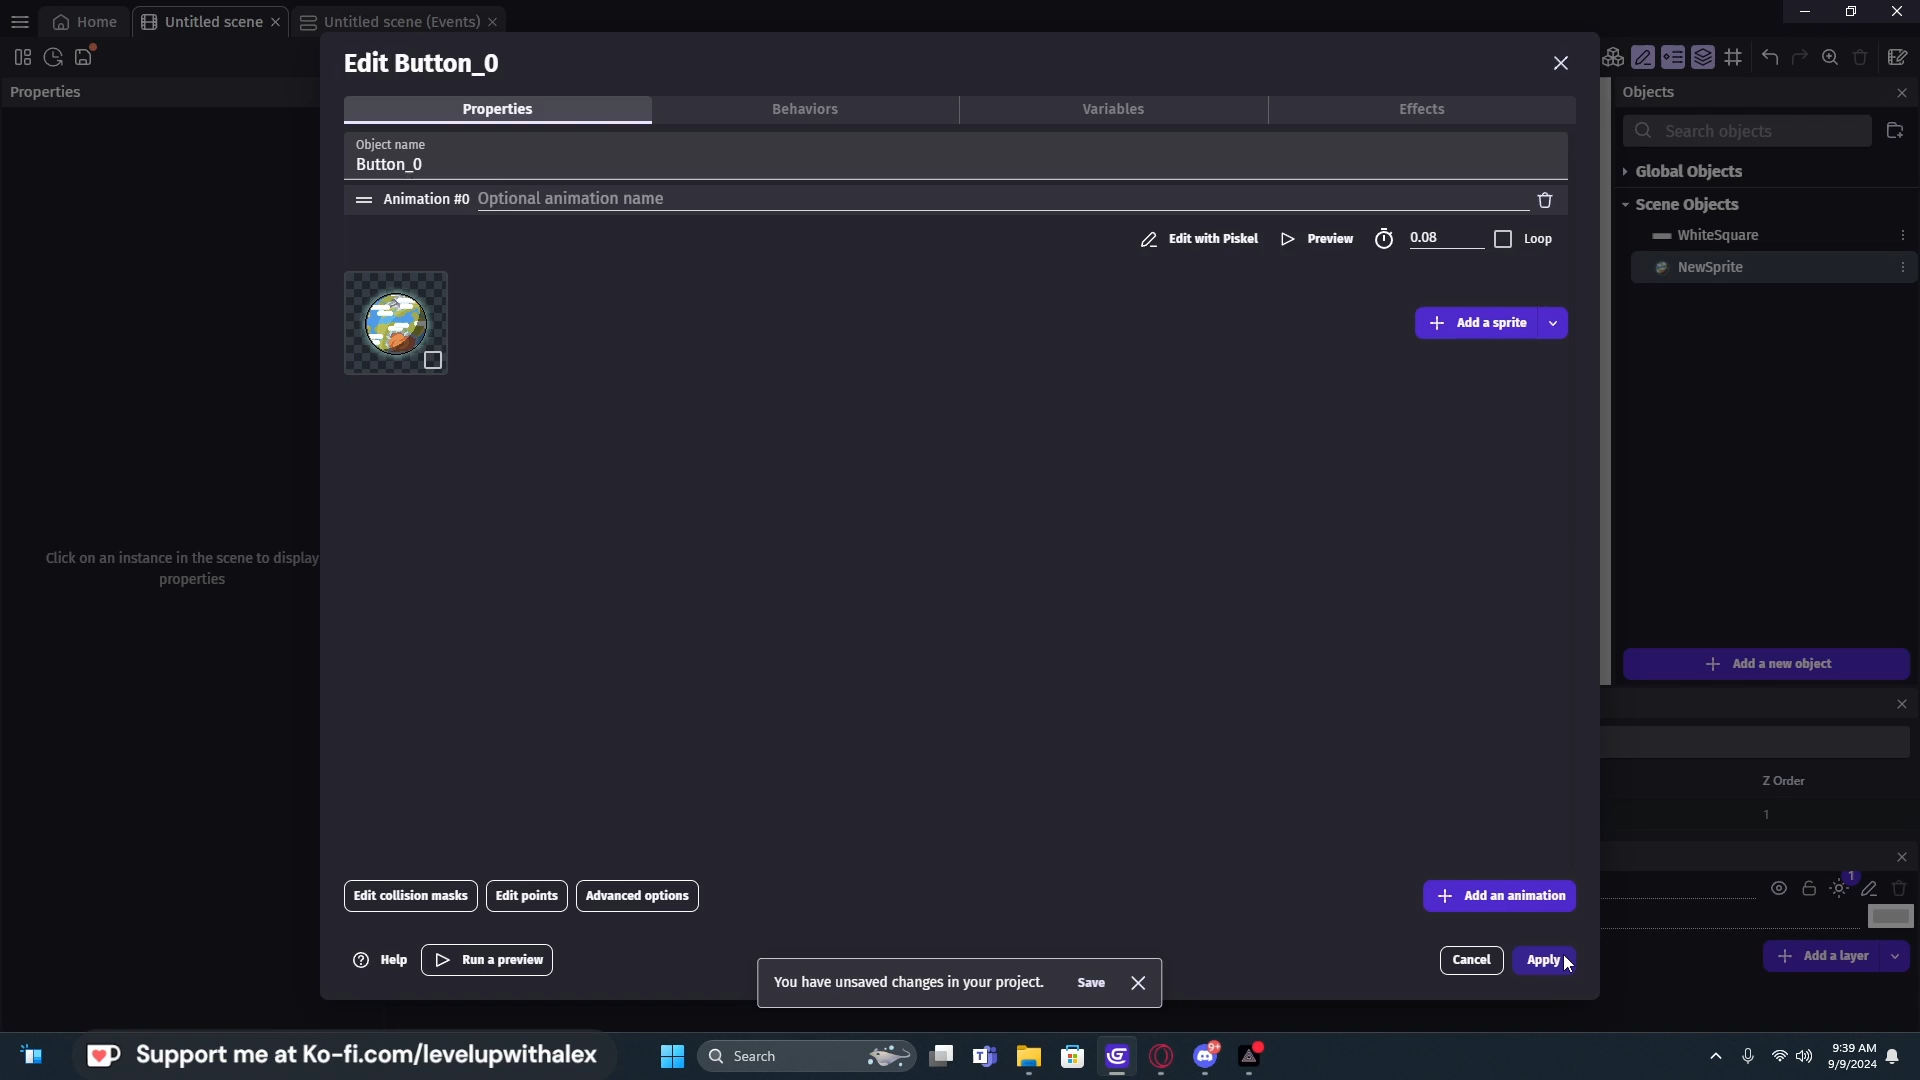 Home
Untitled scene
Untitled scene (Events)
Properties
Click on an instance in the scene to display
properties
Edit Button_0
Properties
Behaviors
Variables
Effects
Object name
Button_0
Animation #0
Optional animation name
Edit with Piskel
Preview
0.08
Loop
Add a sprite
Edit collision masks
Edit points
Advanced options
Add an animation
Help
Run a preview
Cancel
Apply
You have unsaved changes in your project.
Save
Objects
Search objects
Global Objects
Scene Objects
WhiteSquare
NewSprite
Add a new object
Z Order
1
1
Add a layer
Support me at Ko-fi.com/levelupwithalex
Search
9+
9:39 AM
9/9/2024